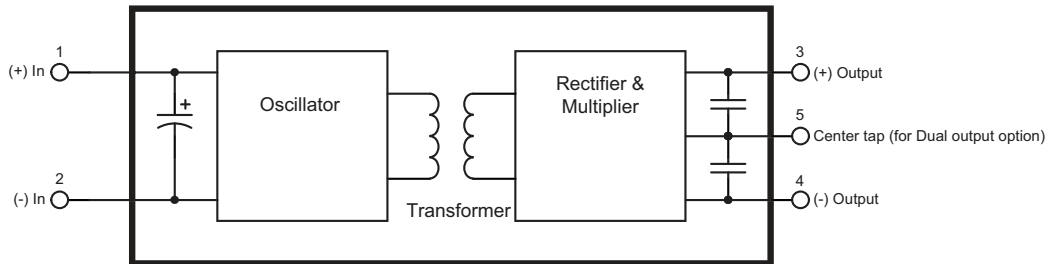 1
(+) In
2
(-) In
+
Oscillator
Transformer
Rectifier &
Multiplier
3
(+) Output
5
Center tap (for Dual output option)
4
(-) Output